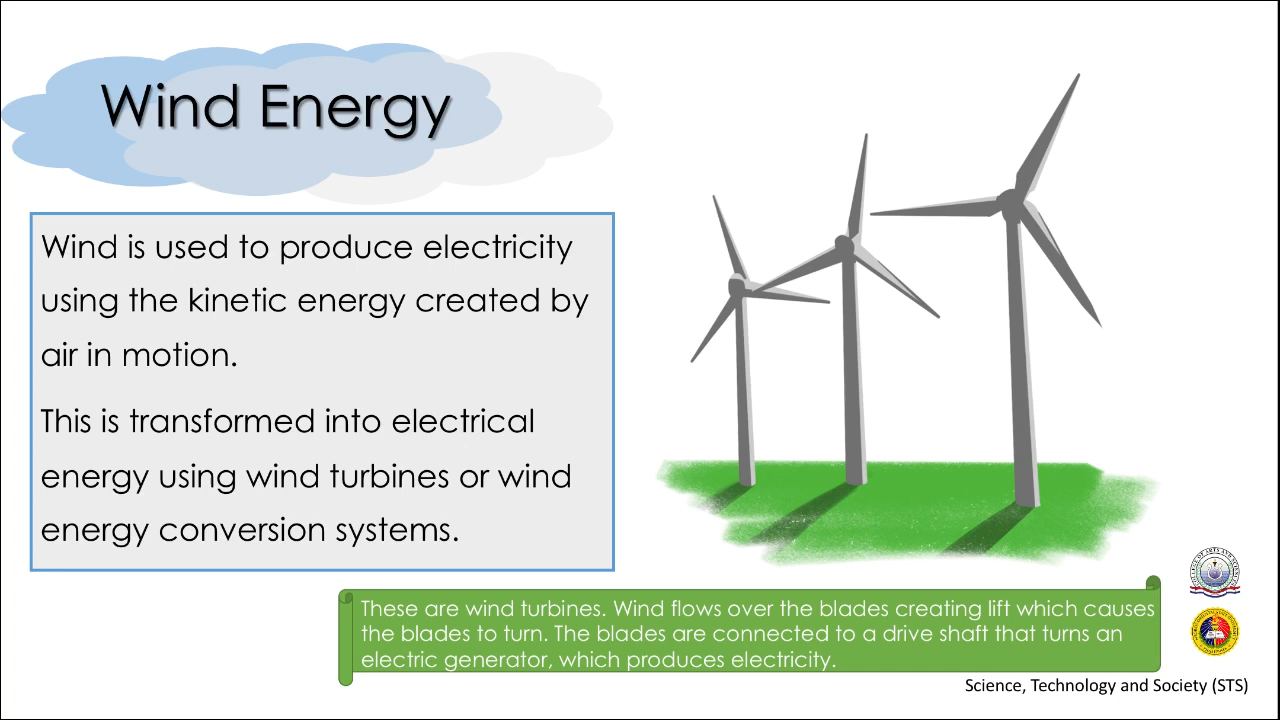 Wind Energy
Wind is used to produce electricity
using the kinetic energy created by
air in motion.
This is transformed into electrical
energy using wind turbines or wind
energy conversion systems.
These are wind turbines. Wind flows over the blades creating lift which causes
the blades to turn. The blades are connected to a drive shaft that turns an
electric generator, which produces electricity.
Science, Technology and Society (STS)